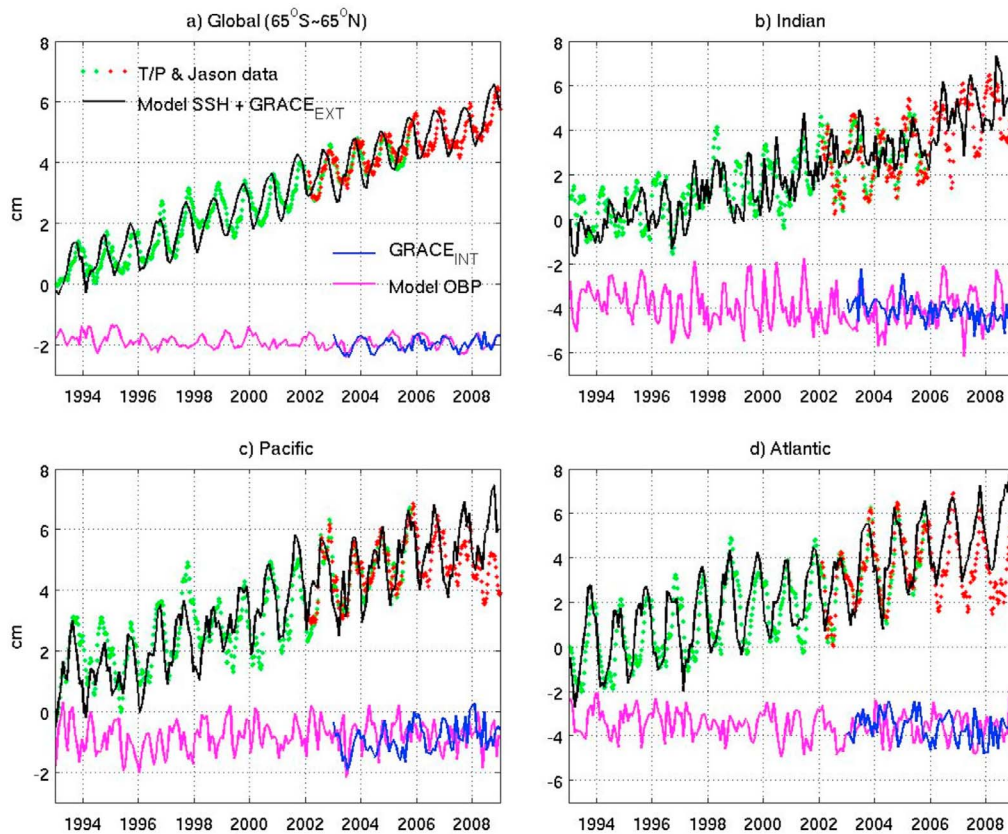 a) Global (65⁰S~65⁰N)
8
6
4
2
0
-2
cm
T/P & Jason data
Model SSH + GRACE_EXT
GRACE_INT
Model OBP
1994 1996 1998 2000 2002 2004 2006 2008
b) Indian
8
6
4
2
0
-2
-4
-6
1994 1996 1998 2000 2002 2004 2006 2008
c) Pacific
8
6
4
2
0
-2
cm
1994 1996 1998 2000 2002 2004 2006 2008
d) Atlantic
8
6
4
2
0
-2
-4
-6
1994 1996 1998 2000 2002 2004 2006 2008